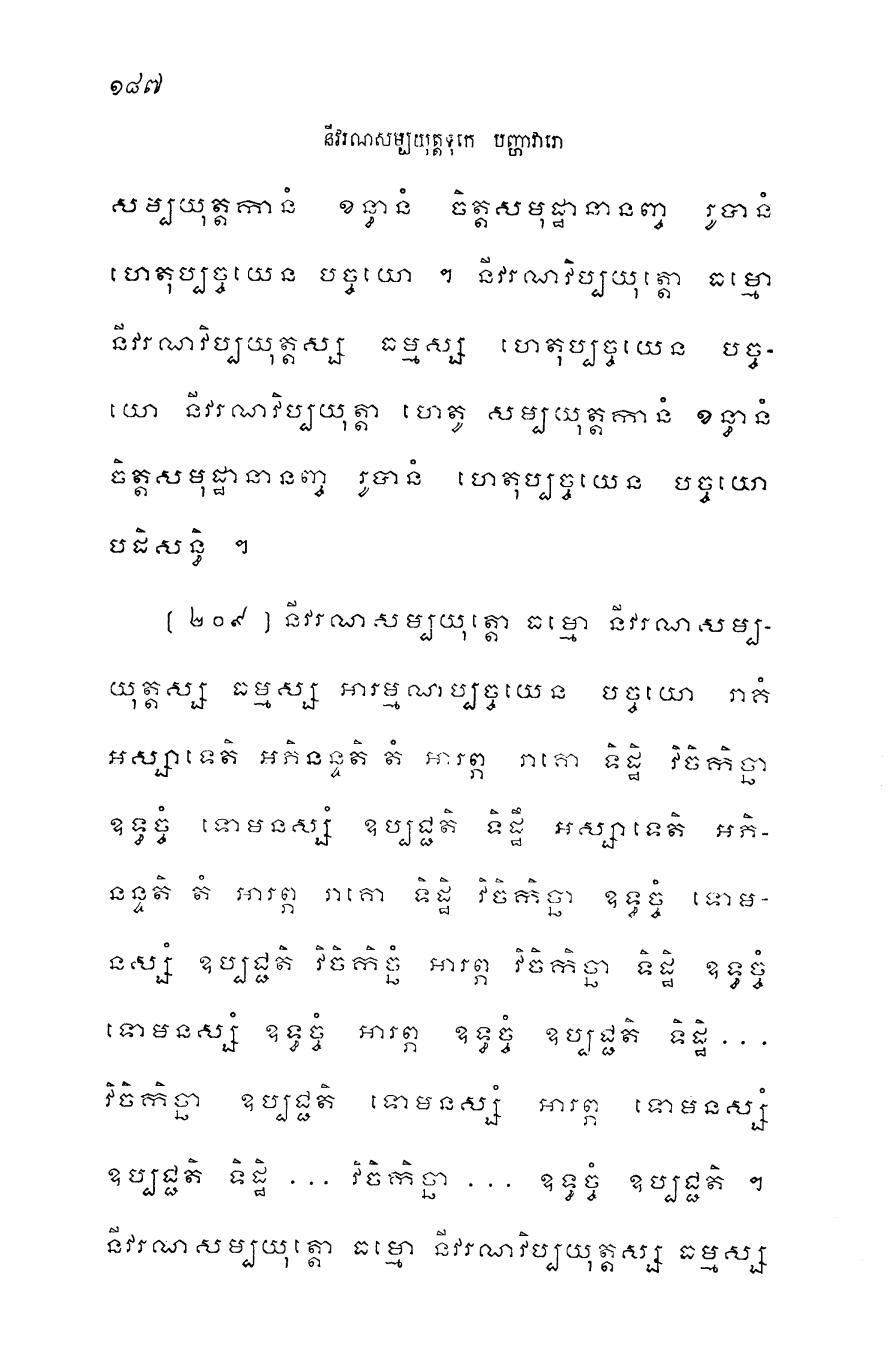 ១៨៧
នីវរណសម្បយុត្តទុកេ បញ្ហាវារោ
សម្បយុត្តកានំ ខន្ធានំ ចិត្តសមុដ្ឋានានញ្ច រូបានំ
ហេតុប្បច្ចយេន បច្ចយោ ។ នីវរណវិប្បយុត្តោ ធម្មោ
នីវរណវិប្បយុត្តស្ស ធម្មស្ស ហេតុប្បច្ចយេន បច្ច-
យោ នីវរណវិប្បយុត្តា ហេតូ សម្បយុត្តកានំ ខន្ធានំ
ចិត្តសមុដ្ឋានានញ្ច រូបានំ ហេតុប្បច្ចយេន បច្ចយោ
បដិសន្ធិ ។
[ ២០៩ ] នីវរណសម្បយុត្តោ ធម្មោ នីវរណសម្ប-
យុត្តស្ស ធម្មស្ស អារម្មណប្បច្ចយេន បច្ចយោ រាគំ
អស្សាទេតិ អភិនន្ទតិ តំ អារព្ភ រាគោ ទិដ្ឋិ វិចិកិច្ឆា
ឧទ្ធច្ចំ ទោមនស្សំ ឧប្បជ្ជតិ ទិដ្ឋឹ អស្សាទេតិ អភិ-
នន្ទតិ តំ អារព្ភ រាគោ ទិដ្ឋិ វិចិកិច្ឆា ឧទ្ធច្ចំ ទោម-
នស្សំ ឧប្បជ្ជតិ វិចិកិច្ឆំ អារព្ភ វិចិកិច្ឆា ទិដ្ឋិ ឧទ្ធច្ចំ
ទោមនស្សំ ឧទ្ធច្ចំ អារព្ភ ឧទ្ធច្ចំ ឧប្បជ្ជតិ ទិដ្ឋិ . . .
វិចិកិច្ឆា ឧប្បជ្ជតិ ទោមនស្សំ អារព្ភ ទោមនស្សំ
ឧប្បជ្ជតិ ទិដ្ឋិ . . . វិចិកិច្ឆា . . . ឧទ្ធច្ចំ ឧប្បជ្ជតិ ។
នីវរណសម្បយុត្តោ ធម្មោ នីវរណវិប្បយុត្តស្ស ធម្មស្ស